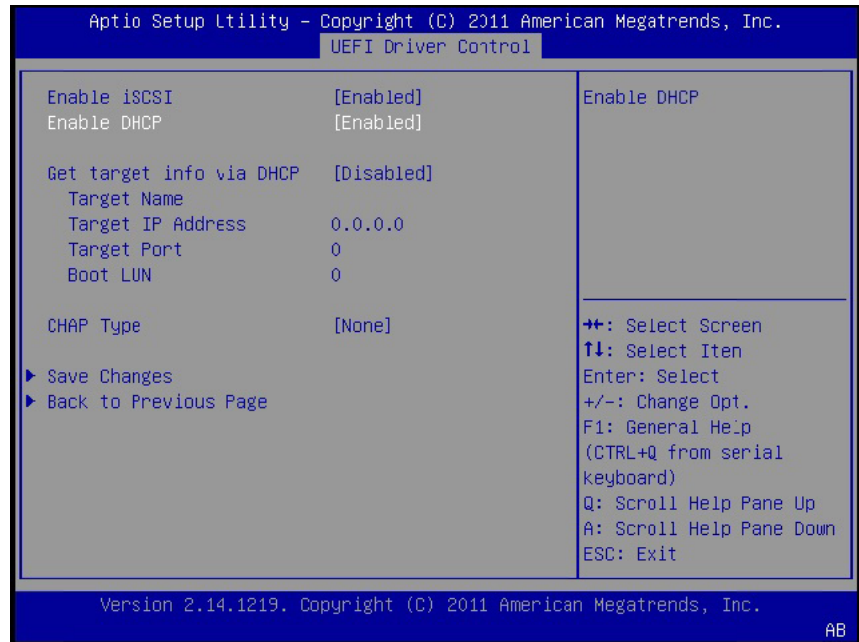 Aptio Setup Utility – Copyright (C) 2011 American Megatrends, Inc.
UEFI Driver Control
Enable iSCSI [Enabled]
Enable DHCP [Enabled]
Get target info via DHCP [Disabled]
Target Name
Target IP Address 0.0.0.0
Target Port 0
Boot LUN 0
CHAP Type [None]
▶ Save Changes
▶ Back to Previous Page
Enable DHCP
→←: Select Screen
↑↓: Select Item
Enter: Select
+/-: Change Opt.
F1: General Help
(CTRL+Q from serial
keyboard)
Q: Scroll Help Pane Up
A: Scroll Help Pane Down
ESC: Exit
Version 2.14.1219. Copyright (C) 2011 American Megatrends, Inc.
AB